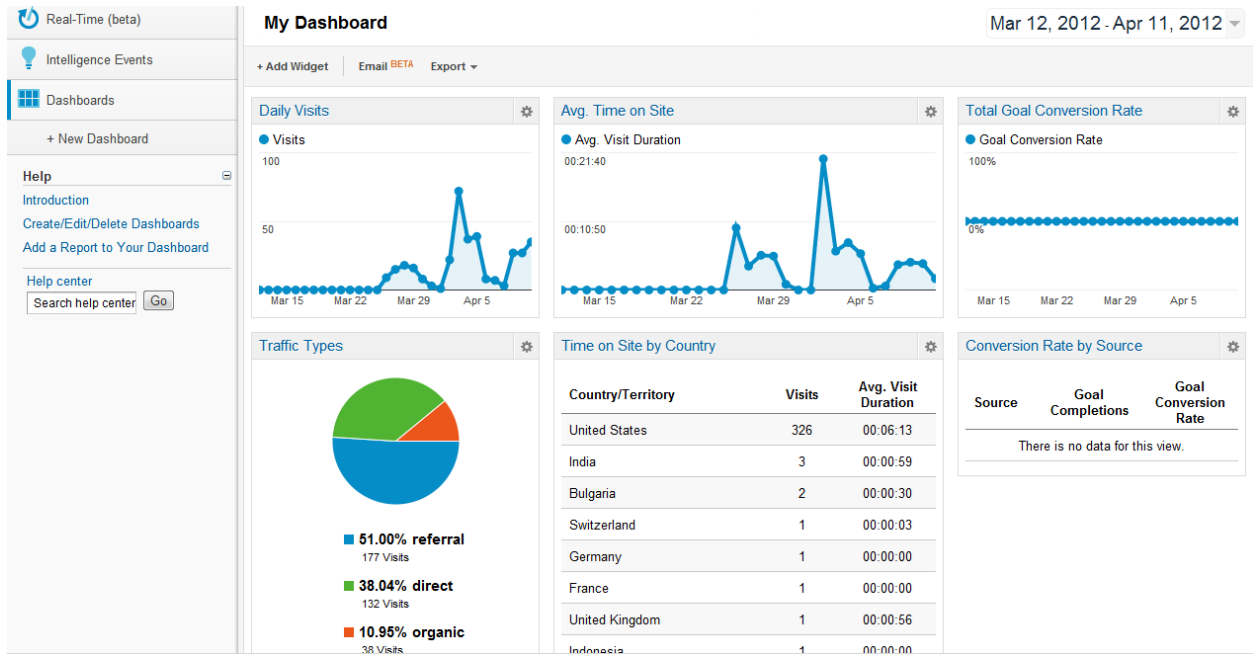 Real-Time (beta)
Intelligence Events
Dashboards
+ New Dashboard
Help
Introduction
Create/Edit/Delete Dashboards
Add a Report to Your Dashboard
Help center
Search help center Go
My Dashboard
Mar 12, 2012 - Apr 11, 2012
+ Add Widget Email BETA Export
Daily Visits
Visits
100
50
Mar 15 Mar 22 Mar 29 Apr 5
Avg. Time on Site
Avg. Visit Duration
00:21:40
00:10:50
Mar 15 Mar 22 Mar 29 Apr 5
Total Goal Conversion Rate
Goal Conversion Rate
100%
0%
Mar 15 Mar 22 Mar 29 Apr 5
Traffic Types
51.00% referral
177 Visits
38.04% direct
132 Visits
10.95% organic
38 Visits
Time on Site by Country
Country/Territory Visits Avg. Visit Duration
United States 326 00:06:13
India 3 00:00:59
Bulgaria 2 00:00:30
Switzerland 1 00:00:03
Germany 1 00:00:00
France 1 00:00:00
United Kingdom 1 00:00:56
Indonesia 1 00:00:00
Conversion Rate by Source
Source Goal Completions Goal Conversion Rate
There is no data for this view.